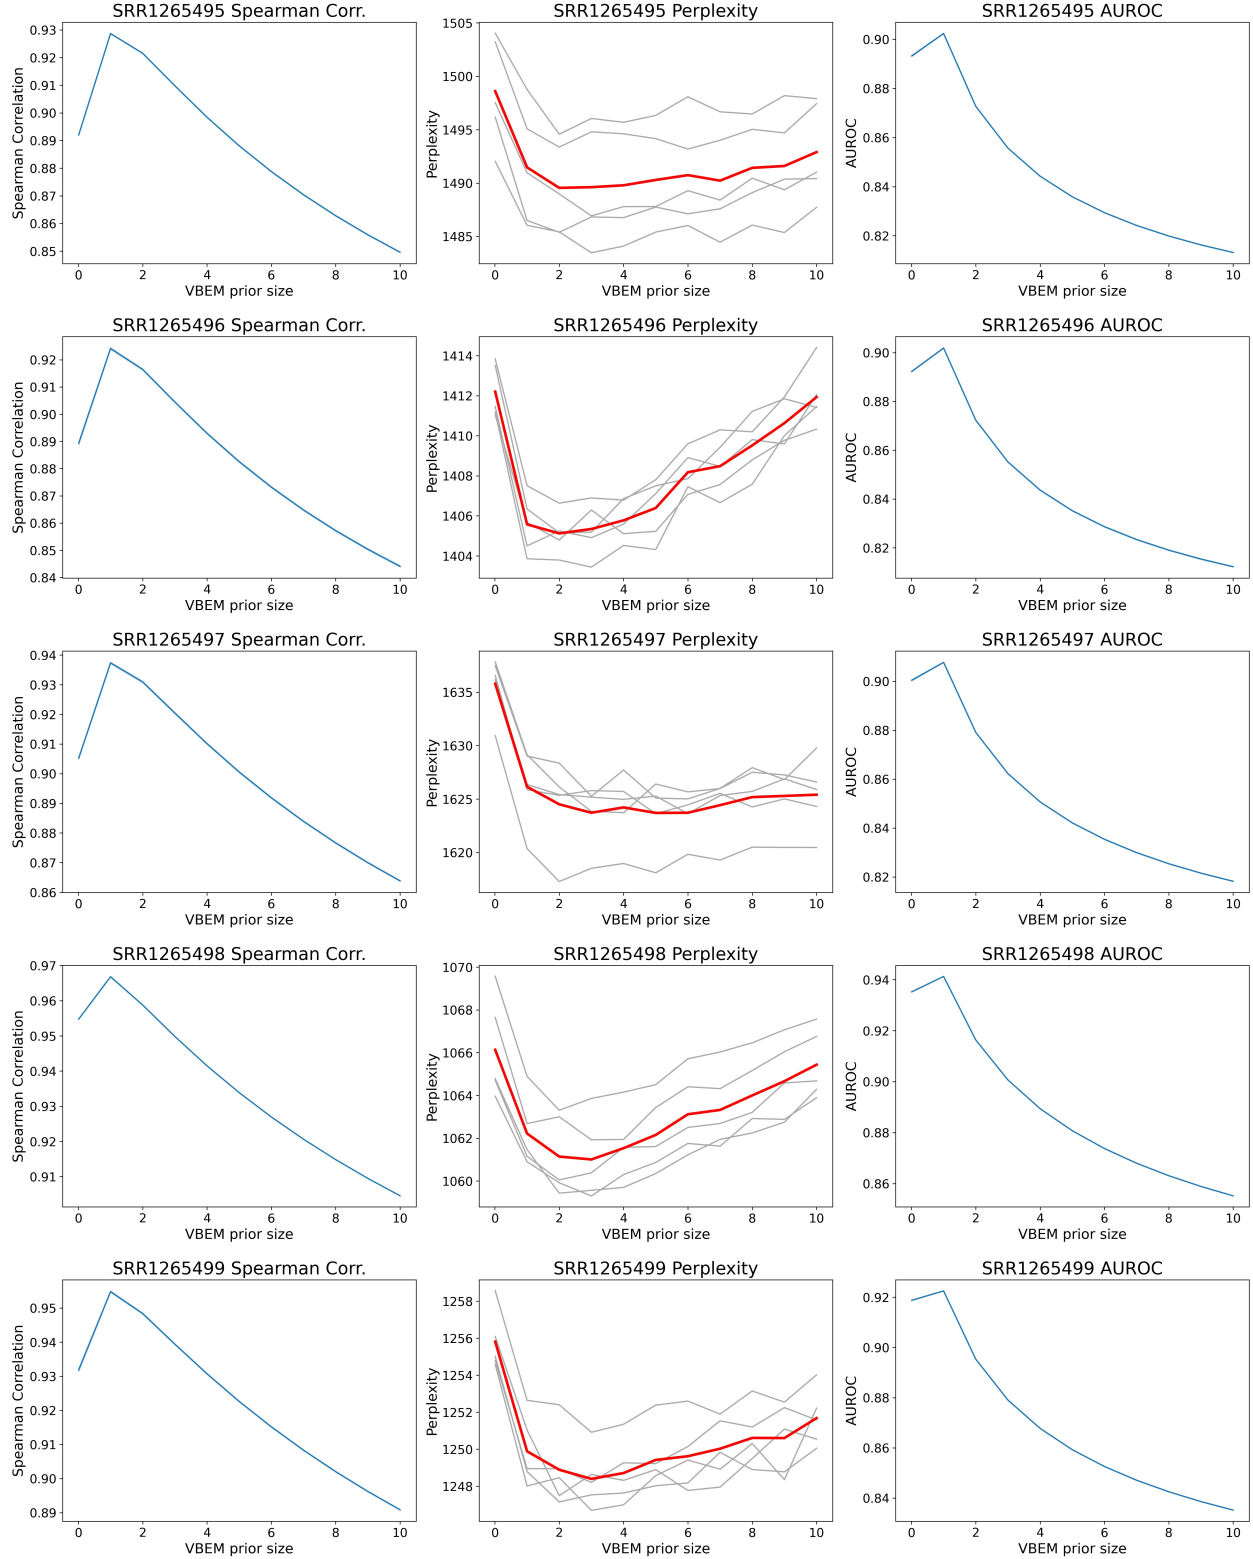 SRR1265495 Spearman Corr.
Spearman Correlation
0.93
0.92
0.91
0.90
0.89
0.88
0.87
0.86
0.85
0 2 4 6 8 10
VBEM prior size
SRR1265495 Perplexity
Perplexity
1505
1500
1495
1490
1485
0 2 4 6 8 10
VBEM prior size
SRR1265495 AUROC
AUROC
0.90
0.88
0.86
0.84
0.82
0 2 4 6 8 10
VBEM prior size
SRR1265496 Spearman Corr.
Spearman Correlation
0.92
0.91
0.90
0.89
0.88
0.87
0.86
0.85
0.84
0 2 4 6 8 10
VBEM prior size
SRR1265496 Perplexity
Perplexity
1414
1412
1410
1408
1406
1404
0 2 4 6 8 10
VBEM prior size
SRR1265496 AUROC
AUROC
0.90
0.88
0.86
0.84
0.82
0 2 4 6 8 10
VBEM prior size
SRR1265497 Spearman Corr.
Spearman Correlation
0.94
0.93
0.92
0.91
0.90
0.89
0.88
0.87
0.86
0 2 4 6 8 10
VBEM prior size
SRR1265497 Perplexity
Perplexity
1635
1630
1625
1620
0 2 4 6 8 10
VBEM prior size
SRR1265497 AUROC
AUROC
0.90
0.88
0.86
0.84
0.82
0 2 4 6 8 10
VBEM prior size
SRR1265498 Spearman Corr.
Spearman Correlation
0.97
0.96
0.95
0.94
0.93
0.92
0.91
0 2 4 6 8 10
VBEM prior size
SRR1265498 Perplexity
Perplexity
1070
1068
1066
1064
1062
1060
0 2 4 6 8 10
VBEM prior size
SRR1265498 AUROC
AUROC
0.94
0.92
0.90
0.88
0.86
0 2 4 6 8 10
VBEM prior size
SRR1265499 Spearman Corr.
Spearman Correlation
0.95
0.94
0.93
0.92
0.91
0.90
0.89
0 2 4 6 8 10
VBEM prior size
SRR1265499 Perplexity
Perplexity
1258
1256
1254
1252
1250
1248
0 2 4 6 8 10
VBEM prior size
SRR1265499 AUROC
AUROC
0.92
0.90
0.88
0.86
0.84
0 2 4 6 8 10
VBEM prior size